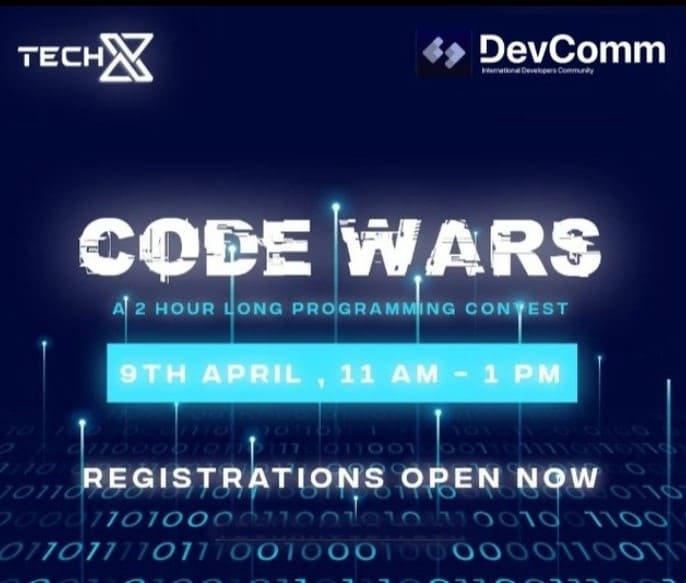 TECHX
DevComm
International Developers Community
CODE WARS
A 2 HOUR LONG PROGRAMMING CONTEST
9TH APRIL , 11 AM - 1 PM
REGISTRATIONS OPEN NOW